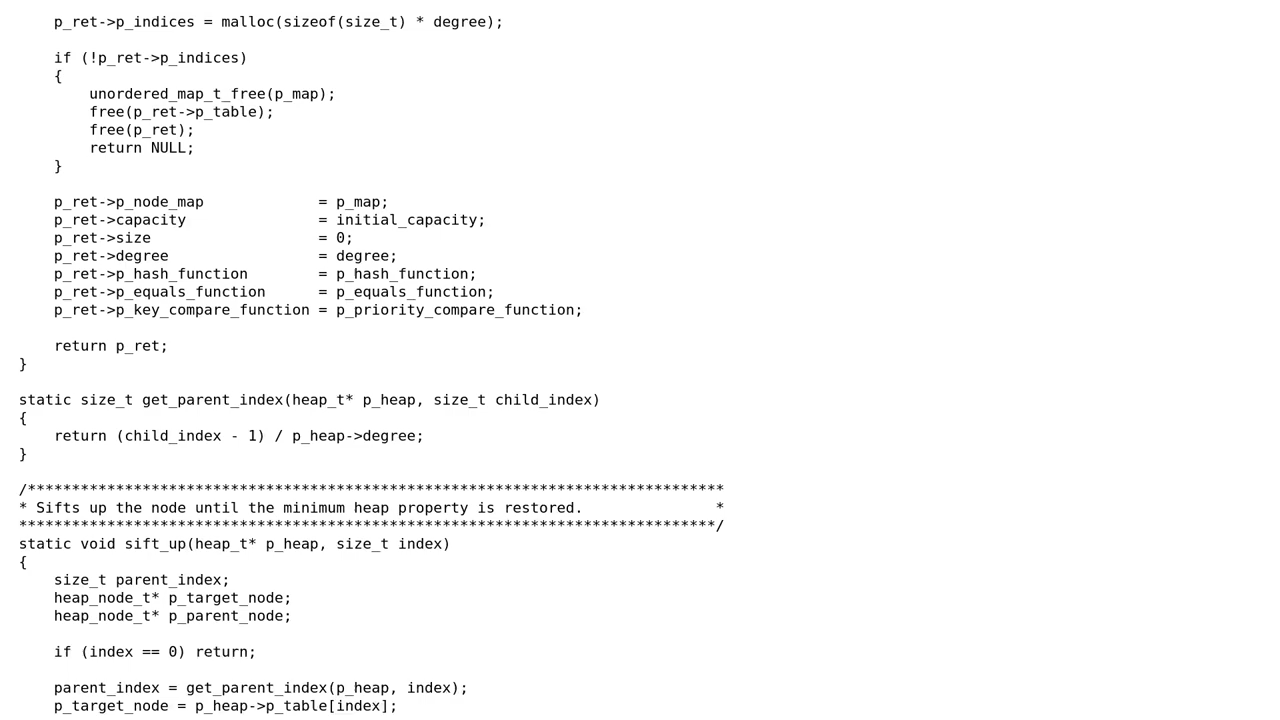 p_ret->p_indices = malloc(sizeof(size_t) * degree);

    if (!p_ret->p_indices)
    {
        unordered_map_t_free(p_map);
        free(p_ret->p_table);
        free(p_ret);
        return NULL;
    }

    p_ret->p_node_map             = p_map;
    p_ret->capacity               = initial_capacity;
    p_ret->size                   = 0;
    p_ret->degree                 = degree;
    p_ret->p_hash_function        = p_hash_function;
    p_ret->p_equals_function      = p_equals_function;
    p_ret->p_key_compare_function = p_priority_compare_function;

    return p_ret;
}

static size_t get_parent_index(heap_t* p_heap, size_t child_index)
{
    return (child_index - 1) / p_heap->degree;
}

/*******************************************************************************
* Sifts up the node until the minimum heap property is restored.               *
*******************************************************************************/
static void sift_up(heap_t* p_heap, size_t index)
{
    size_t parent_index;
    heap_node_t* p_target_node;
    heap_node_t* p_parent_node;

    if (index == 0) return;

    parent_index = get_parent_index(p_heap, index);
    p_target_node = p_heap->p_table[index];